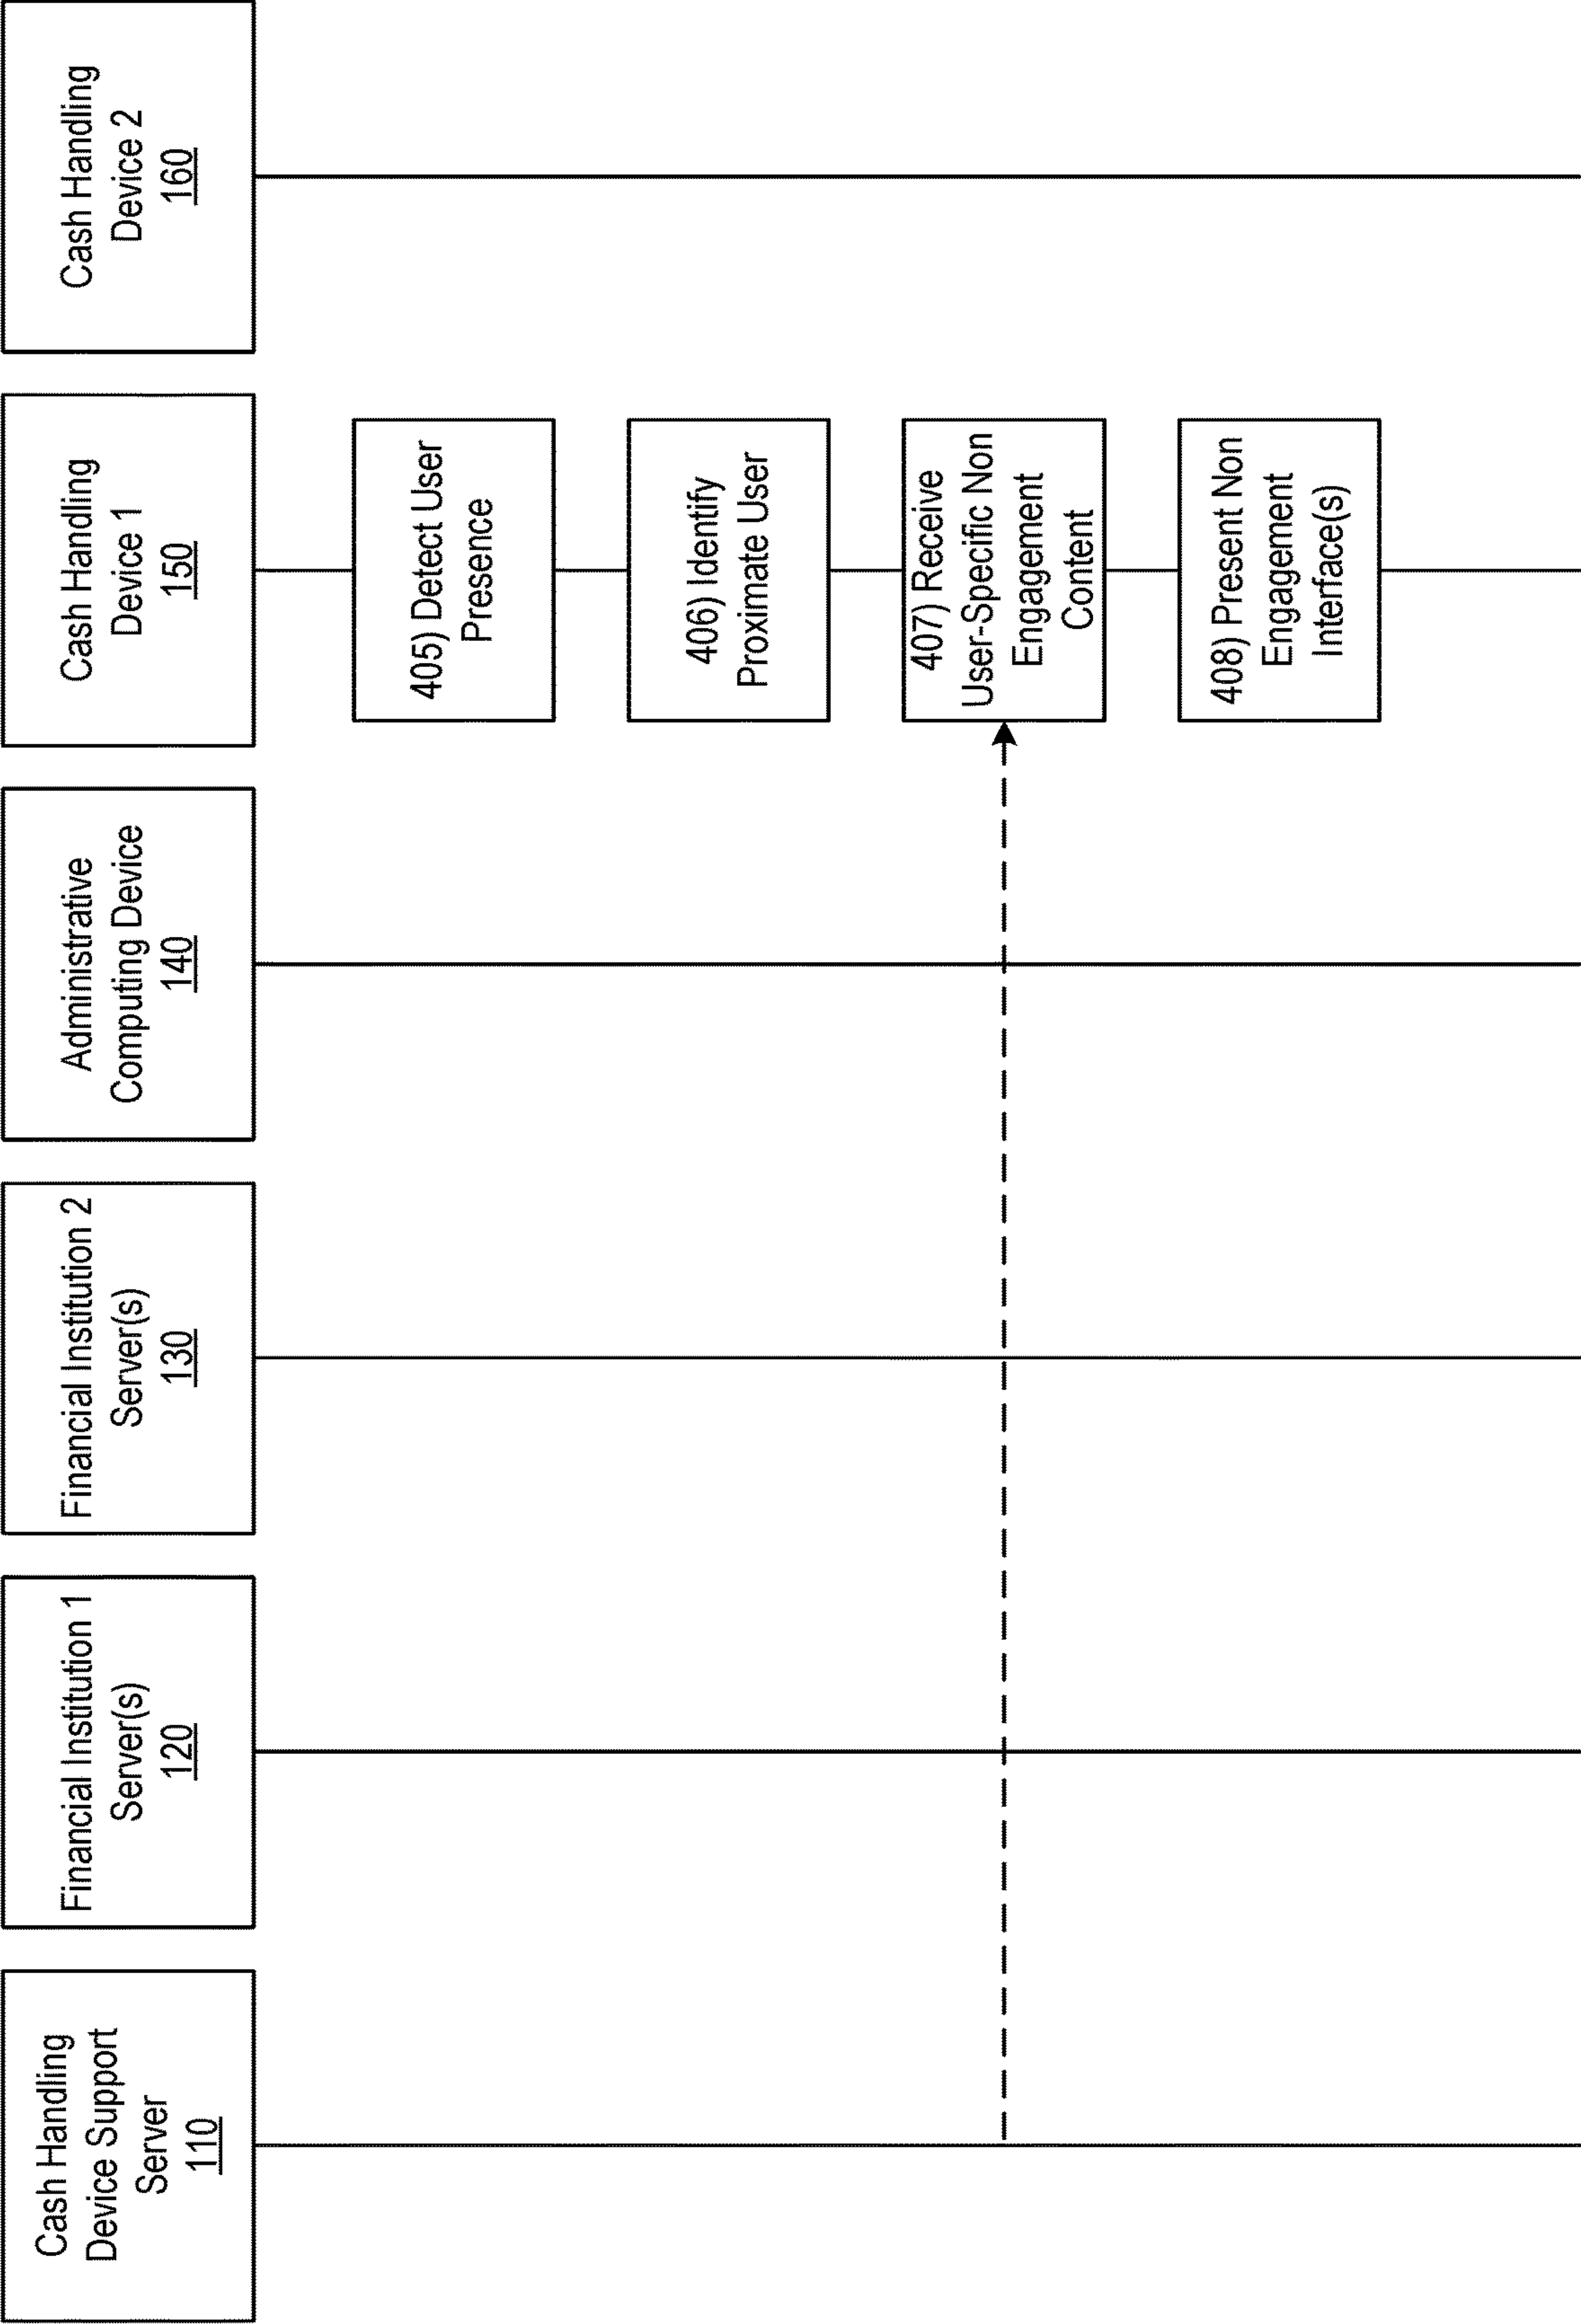 Cash Handling
Device Support
Server
110
Financial Institution 1
Server(s)
120
Financial Institution 2
Server(s)
130
Administrative
Computing Device
140
Cash Handling
Device 1
150
Cash Handling
Device 2
160
405) Detect User
Presence
406) Identify
Proximate User
407) Receive
User-Specific Non
Engagement
Content
408) Present Non
Engagement
Interface(s)